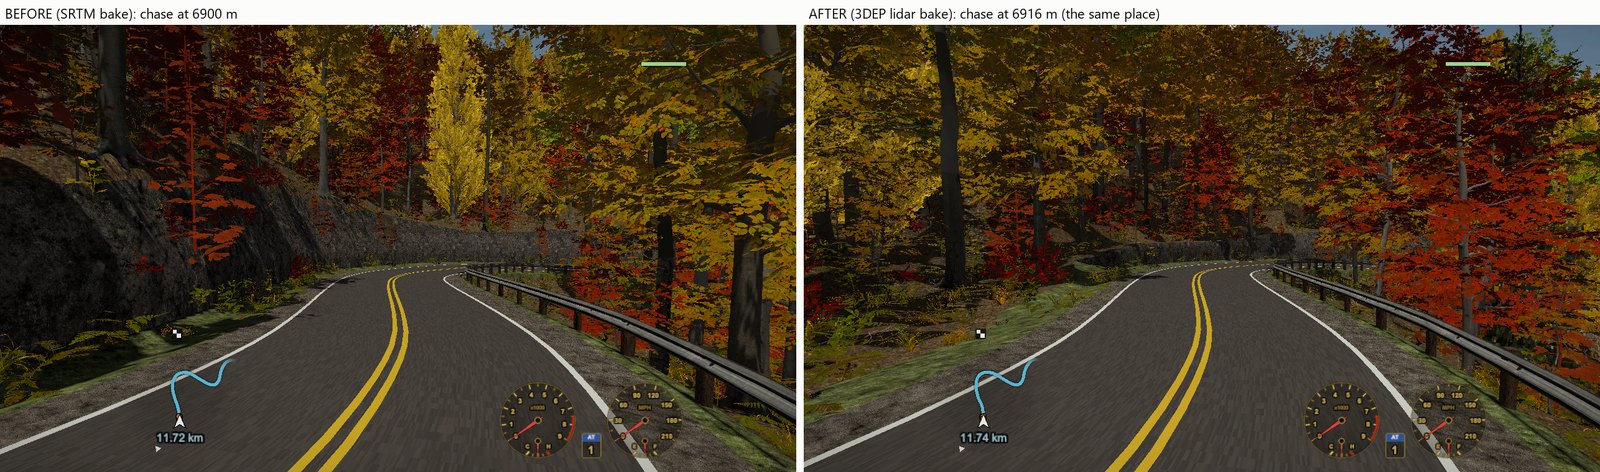 BEFORE (SRTM bake): chase at 6900 m
AFTER (3DEP lidar bake): chase at 6916 m (the same place)
11.72 km
AT
1
11.74 km
AT
1